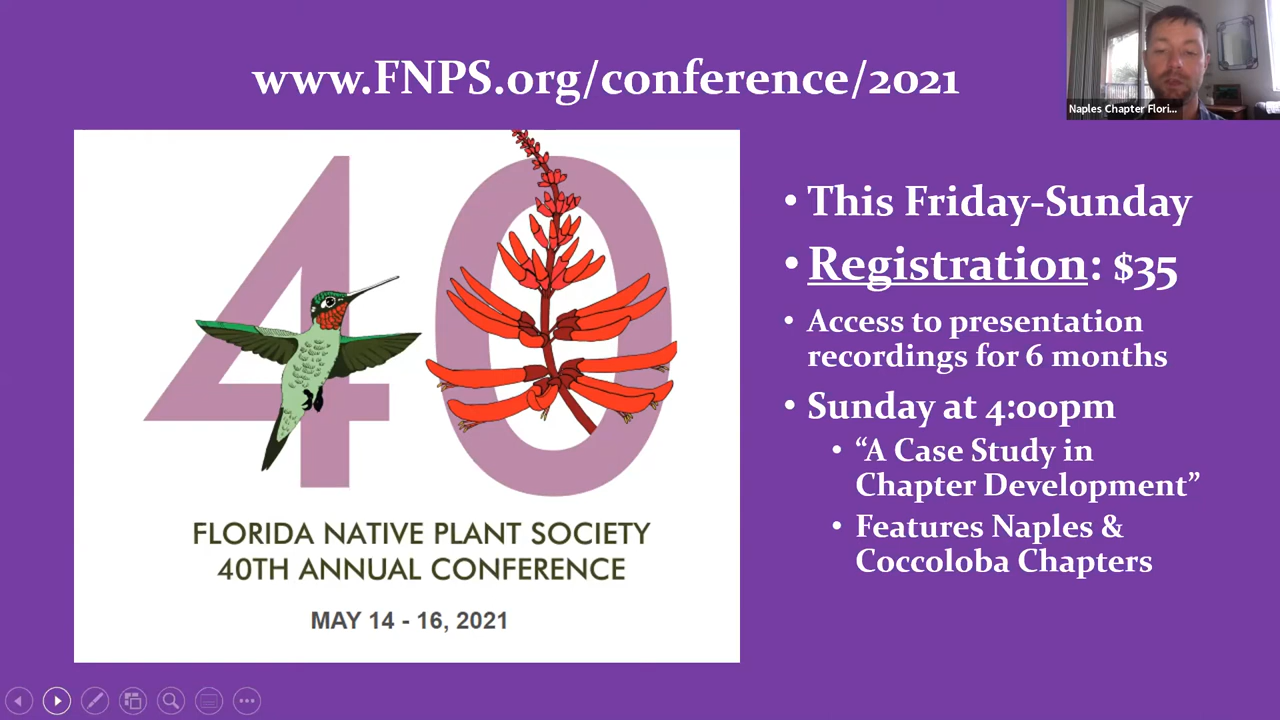 www.FNPS.org/conference/2021
Naples Chapter Flori...
40
FLORIDA NATIVE PLANT SOCIETY
40TH ANNUAL CONFERENCE
MAY 14 - 16, 2021
• This Friday-Sunday
• Registration: $35
• Access to presentation
recordings for 6 months
• Sunday at 4:00pm
• “A Case Study in
Chapter Development”
• Features Naples &
Coccoloba Chapters